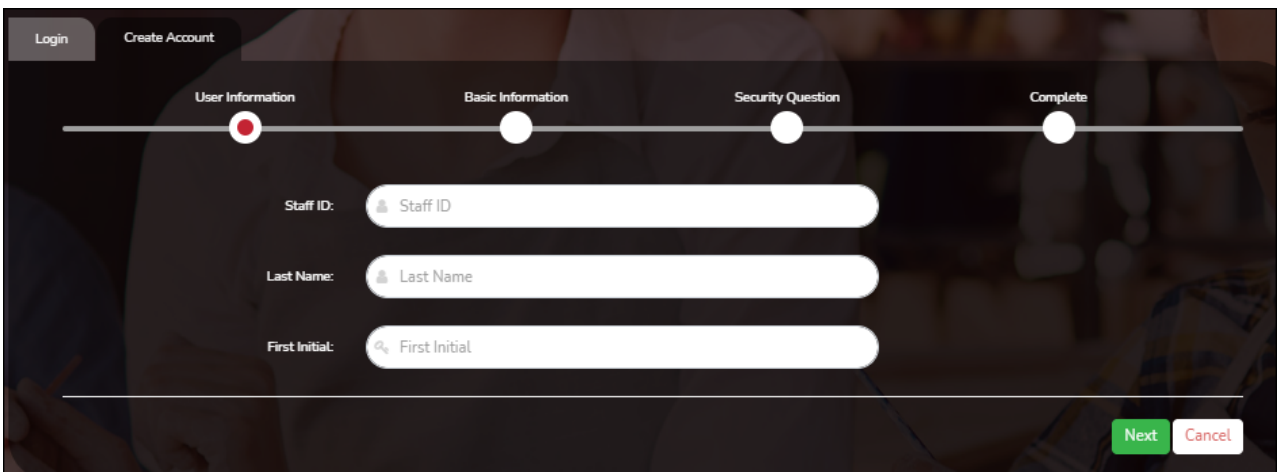 Login Create Account
User Information Basic Information Security Question Complete
Staff ID: Staff ID
Last Name: Last Name
First Initial: First Initial
Next Cancel